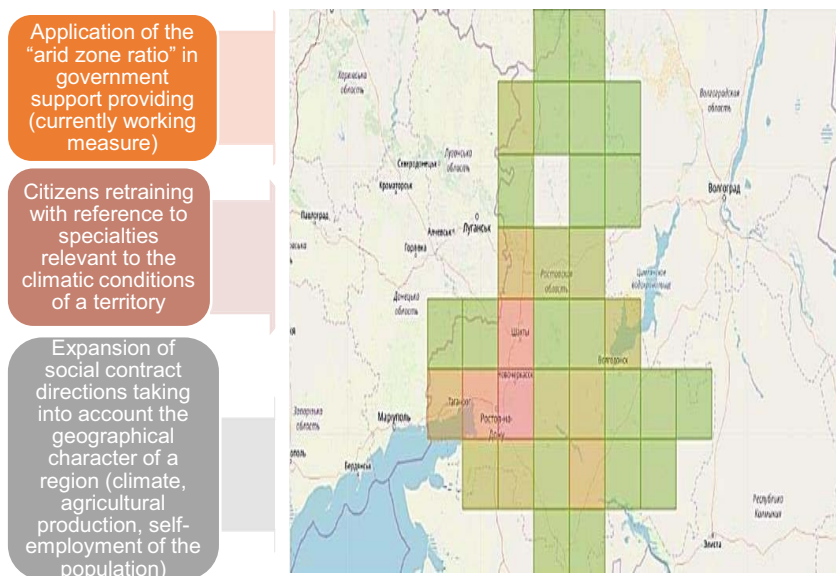 Application of the
“arid zone ratio” in
government
support providing
(currently working
measure)
Citizens retraining
with reference to
specialties
relevant to the
climatic conditions
of a territory
Expansion of
social contract
directions taking
into account the
geographical
character of a
region (climate,
agricultural
production, self-
employment of the
population)
Харківська
область
Волгоградская
область
Луганська
область
Сєвєродонецьк
Краматорськ
Волгоград
Павлоград
Алчевськ
Луганськ
Горлівка
Ростовская
область
Цимлянское
водохранилище
Донецька
область
Шахты
Волгодонск
Новочеркасск
Таганрог
Запорізька
область
Маріуполь
Ростов-на-
Дону
Бердянськ
Республика
Калмыкия
Элиста